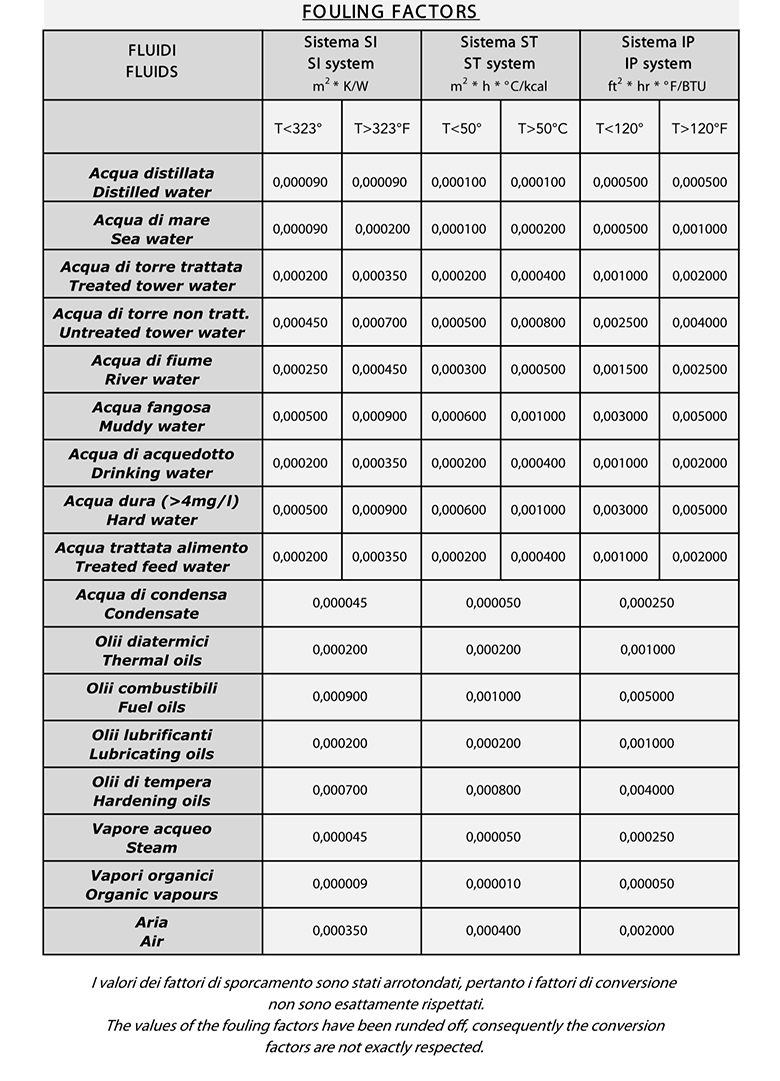 FOULING FACTORS
FLUIDI
FLUIDS
Sistema SI
SI system
m² * K/W
Sistema ST
ST system
m² * h * °C/kcal
Sistema IP
IP system
ft² * hr * °F/BTU
T<323° T>323°F T<50° T>50°C T<120° T>120°F
Acqua distillata
Distilled water
0,000090 0,000090 0,000100 0,000100 0,000500 0,000500
Acqua di mare
Sea water
0,000090 0,000200 0,000100 0,000200 0,000500 0,001000
Acqua di torre trattata
Treated tower water
0,000200 0,000350 0,000200 0,000400 0,001000 0,002000
Acqua di torre non tratt.
Untreated tower water
0,000450 0,000700 0,000500 0,000800 0,002500 0,004000
Acqua di fiume
River water
0,000250 0,000450 0,000300 0,000500 0,001500 0,002500
Acqua fangosa
Muddy water
0,000500 0,000900 0,000600 0,001000 0,003000 0,005000
Acqua di acquedotto
Drinking water
0,000200 0,000350 0,000200 0,000400 0,001000 0,002000
Acqua dura (>4mg/l)
Hard water
0,000500 0,000900 0,000600 0,001000 0,003000 0,005000
Acqua trattata alimento
Treated feed water
0,000200 0,000350 0,000200 0,000400 0,001000 0,002000
Acqua di condensa
Condensate
0,000045 0,000050 0,000250
Olii diatermici
Thermal oils
0,000200 0,000200 0,001000
Olii combustibili
Fuel oils
0,000900 0,001000 0,005000
Olii lubrificanti
Lubricating oils
0,000200 0,000200 0,001000
Olii di tempera
Hardening oils
0,000700 0,000800 0,004000
Vapore acqueo
Steam
0,000045 0,000050 0,000250
Vapori organici
Organic vapours
0,000009 0,000010 0,000050
Aria
Air
0,000350 0,000400 0,002000
I valori dei fattori di sporcamento sono stati arrotondati, pertanto i fattori di conversione
non sono esattamente rispettati.
The values of the fouling factors have been runded off, consequently the conversion
factors are not exactly respected.